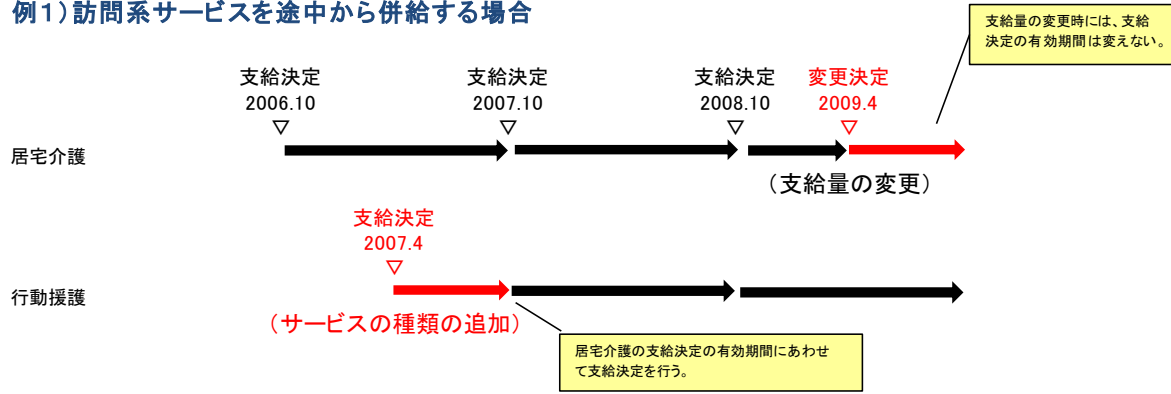 例1）訪問系サービスを途中から併給する場合
支給量の変更時には、支給
決定の有効期間は変えない。
支給決定
2006.10
▽
支給決定
2007.10
▽
支給決定
2008.10
▽
変更決定
2009.4
▽
居宅介護
（支給量の変更）
支給決定
2007.4
▽
行動援護
（サービスの種類の追加）
居宅介護の支給決定の有効期間にあわせ
て支給決定を行う。